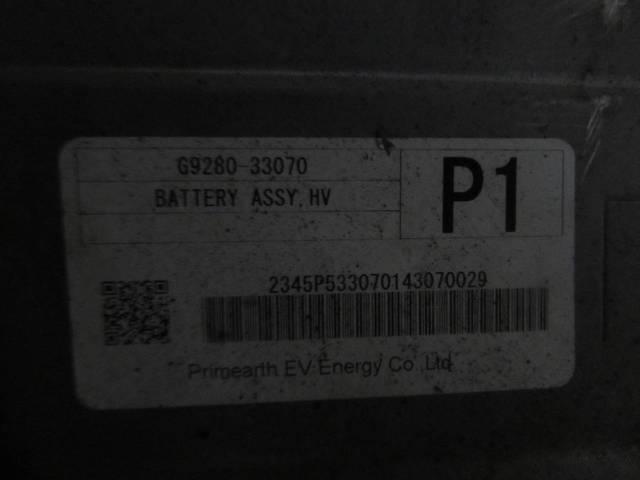 G9280-33070
BATTERY ASSY, HV
P1
2345P533070143070029
Primearth EV Energy Co.,Ltd